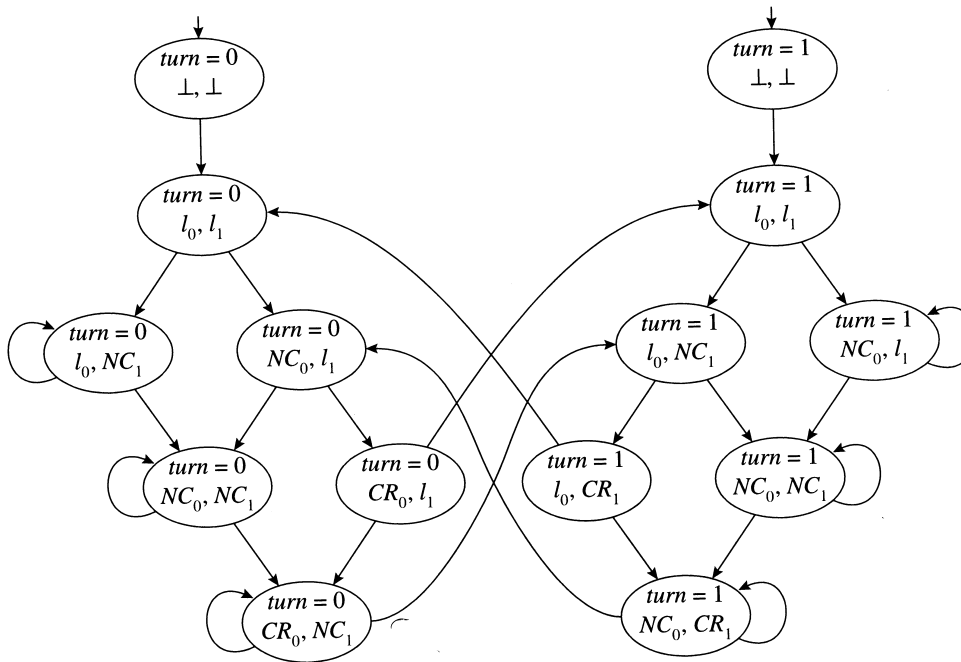 turn = 0
⊥, ⊥
turn = 1
⊥, ⊥
turn = 0
l₀, l₁
turn = 1
l₀, l₁
turn = 0
l₀, NC₁
turn = 0
NC₀, l₁
turn = 1
l₀, NC₁
turn = 1
NC₀, l₁
turn = 0
NC₀, NC₁
turn = 0
CR₀, l₁
turn = 1
l₀, CR₁
turn = 1
NC₀, NC₁
turn = 0
CR₀, NC₁
turn = 1
NC₀, CR₁